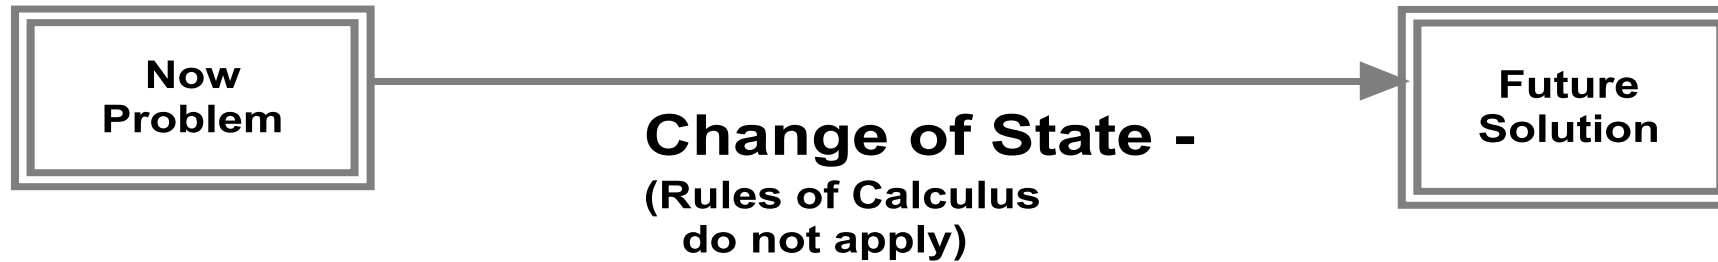 Now
Problem
Change of State -
(Rules of Calculus
do not apply)
Future
Solution